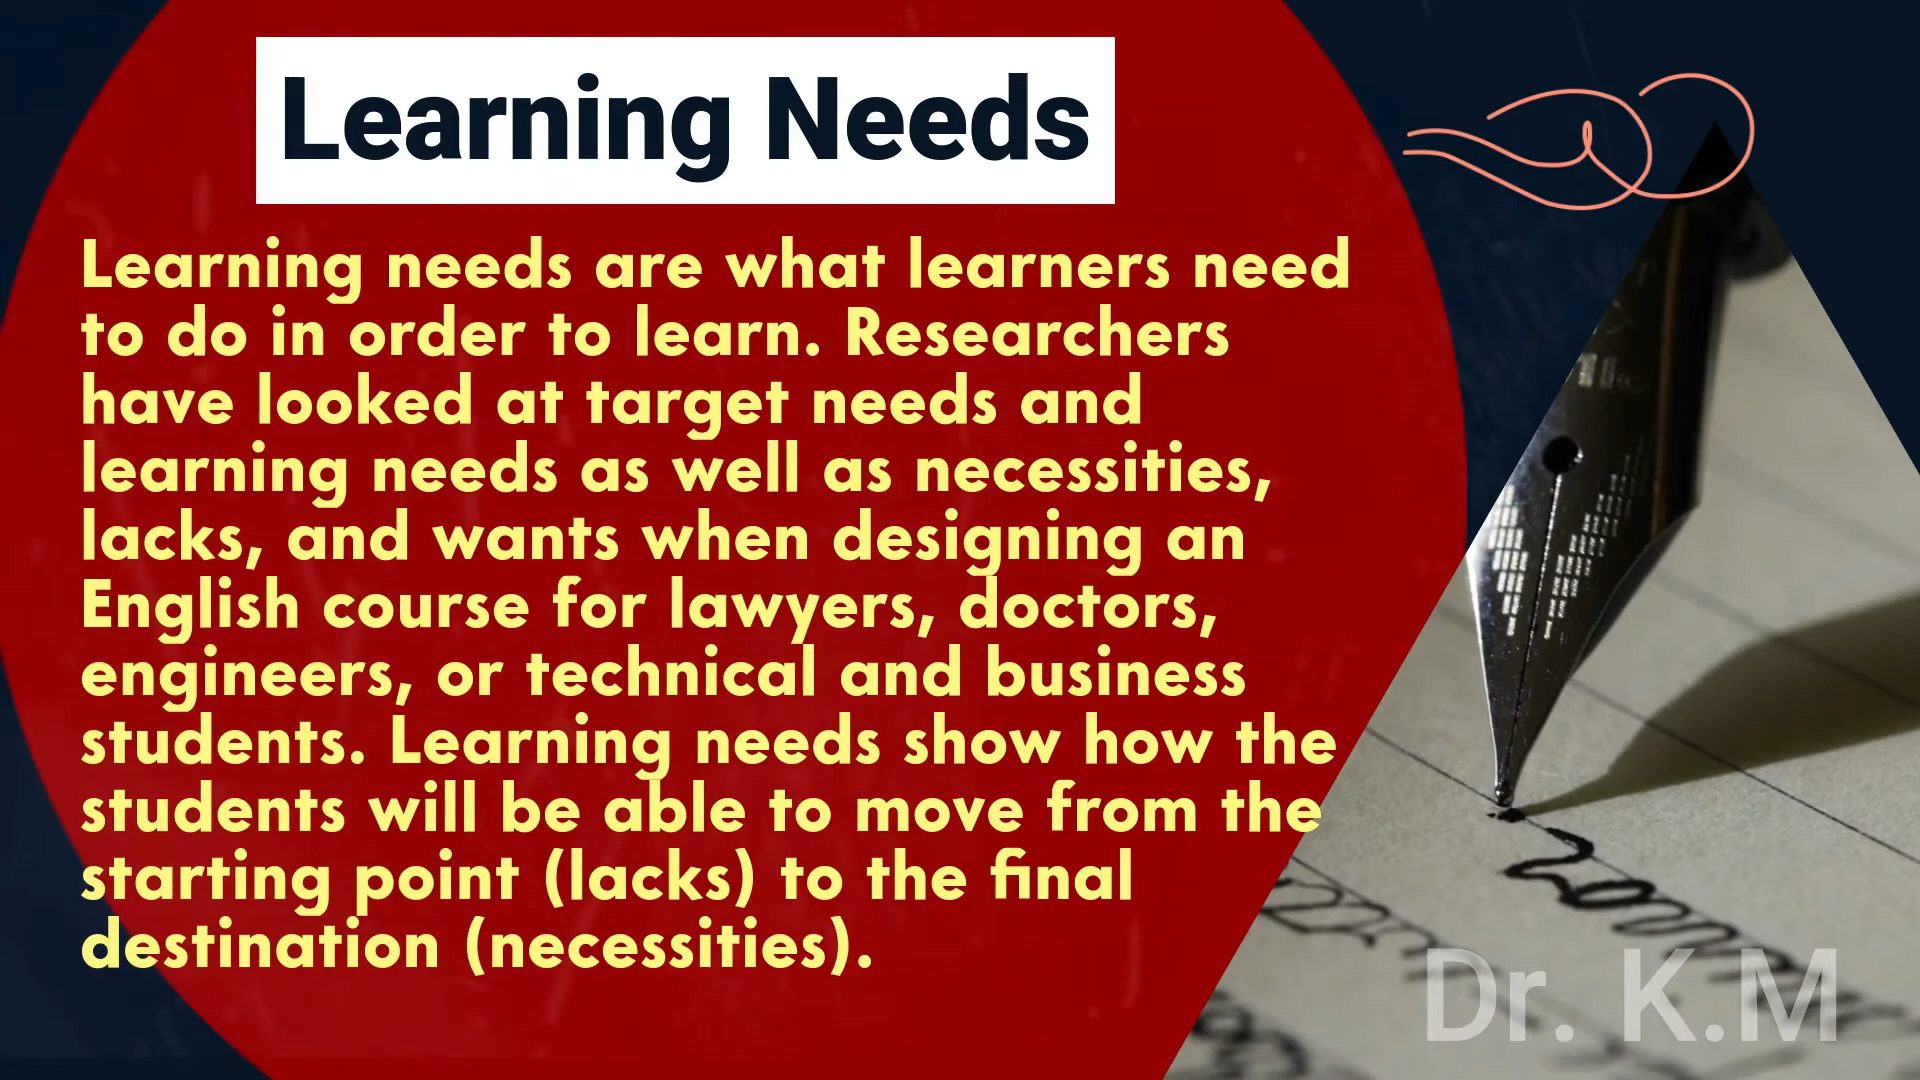 Learning Needs
Learning needs are what learners need
to do in order to learn. Researchers
have looked at target needs and
learning needs as well as necessities,
lacks, and wants when designing an
English course for lawyers, doctors,
engineers, or technical and business
students. Learning needs show how the
students will be able to move from the
starting point (lacks) to the final
destination (necessities).
Dr. K.M